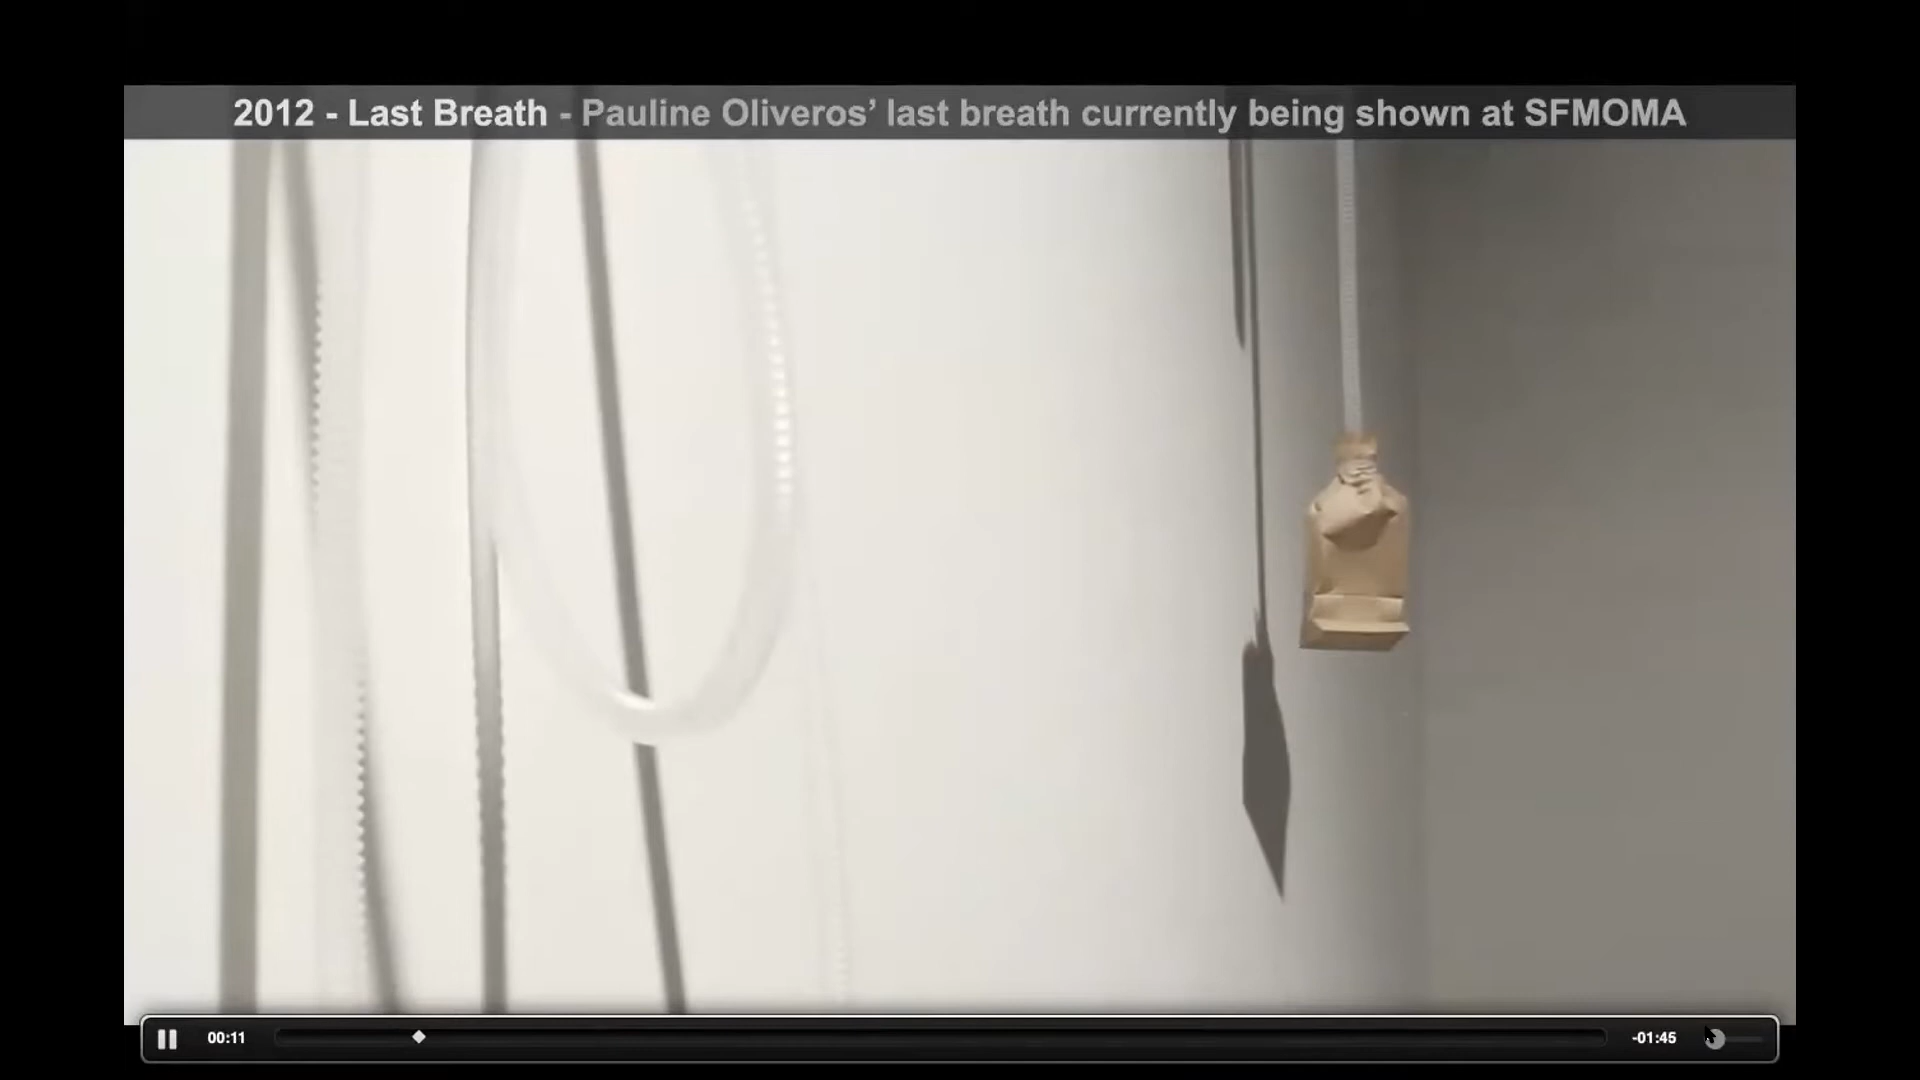 2012 - Last Breath - Pauline Oliveros’ last breath currently being shown at SFMOMA
00:11
-01:45